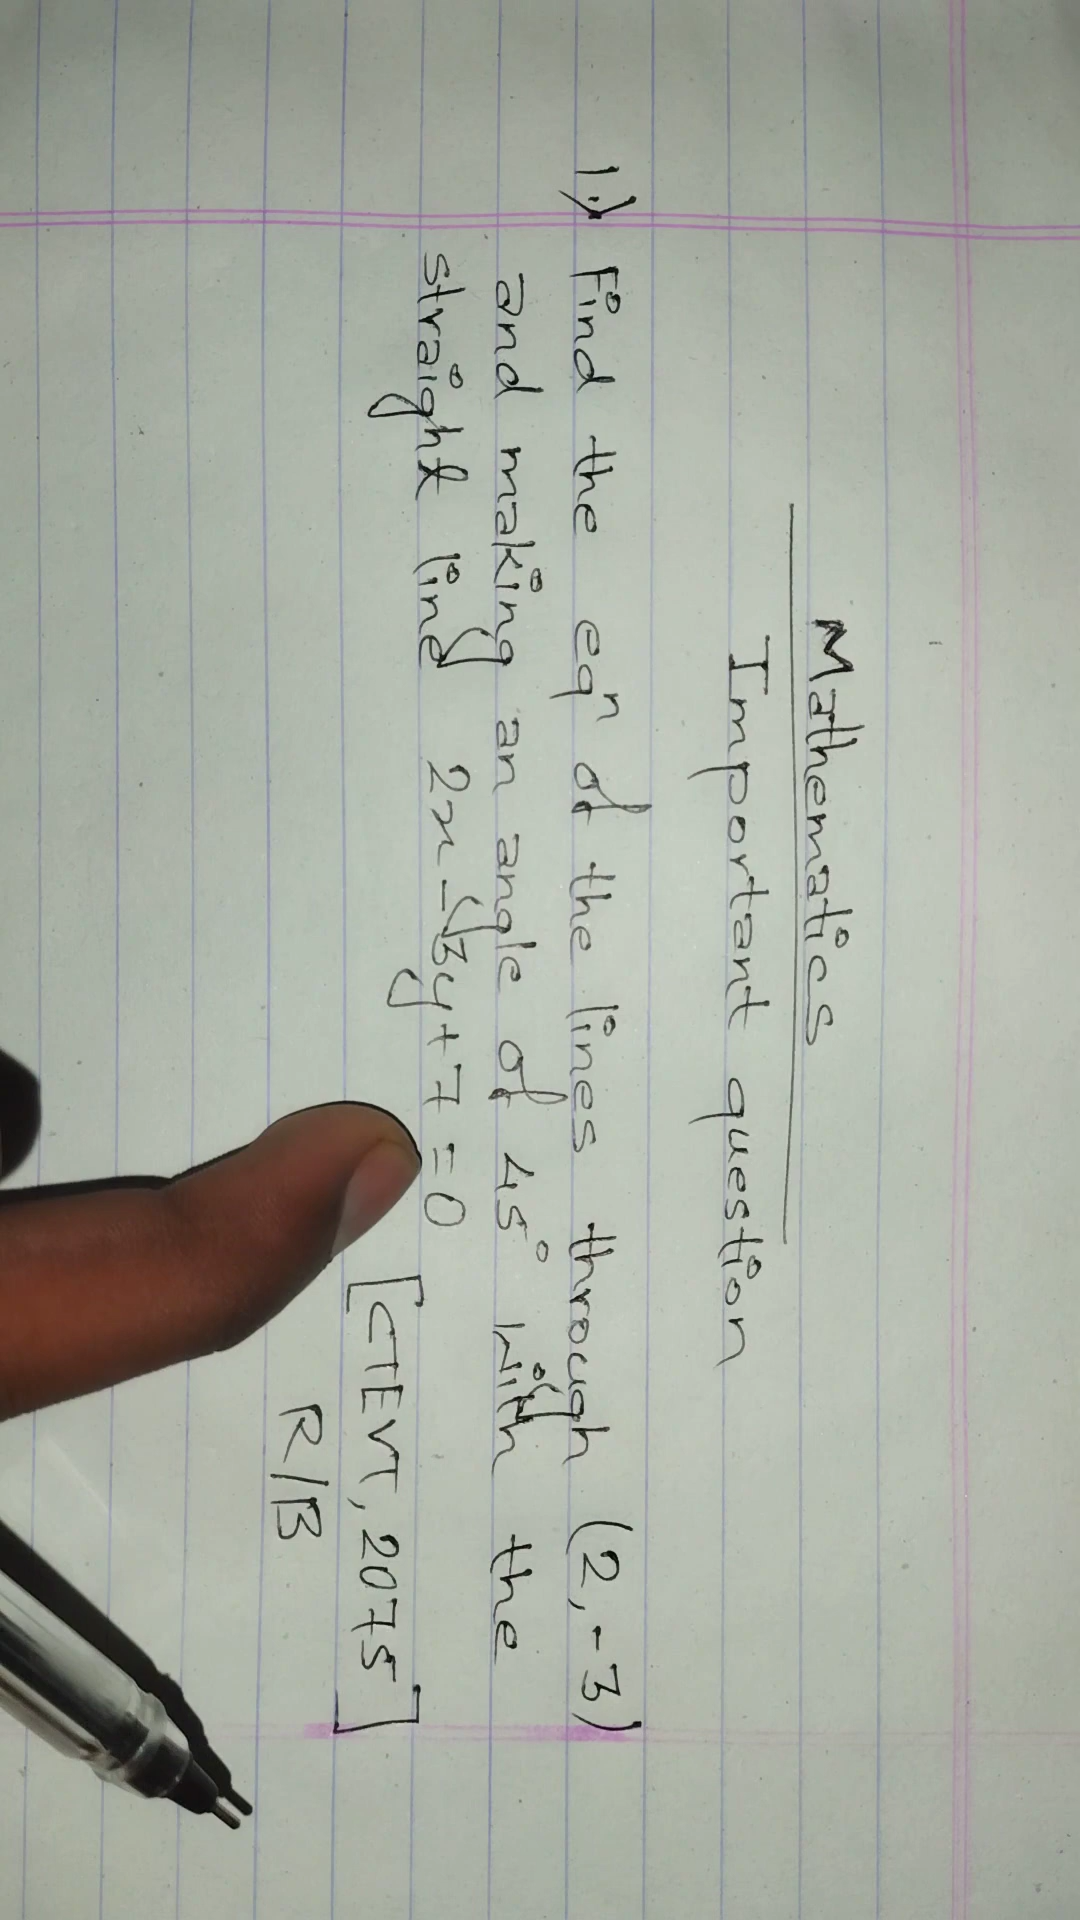 Mathematics
Important question
1.) Find the eqⁿ of the lines through (2,-3)
and making an angle of 45° with the
straight line 2x-3y+7=0
[CTEVT, 2075]
R/B